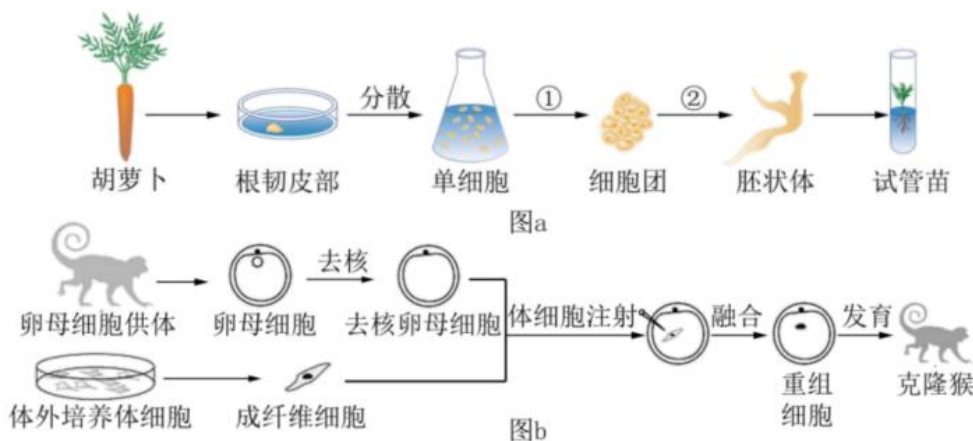 分散 ① ②
胡萝卜 根韧皮部 单细胞 细胞团 胚状体 试管苗
图a
去核
卵母细胞供体 卵母细胞 去核卵母细胞 体细胞注射 融合 发育
体外培养体细胞 成纤维细胞 重组细胞 克隆猴
图b